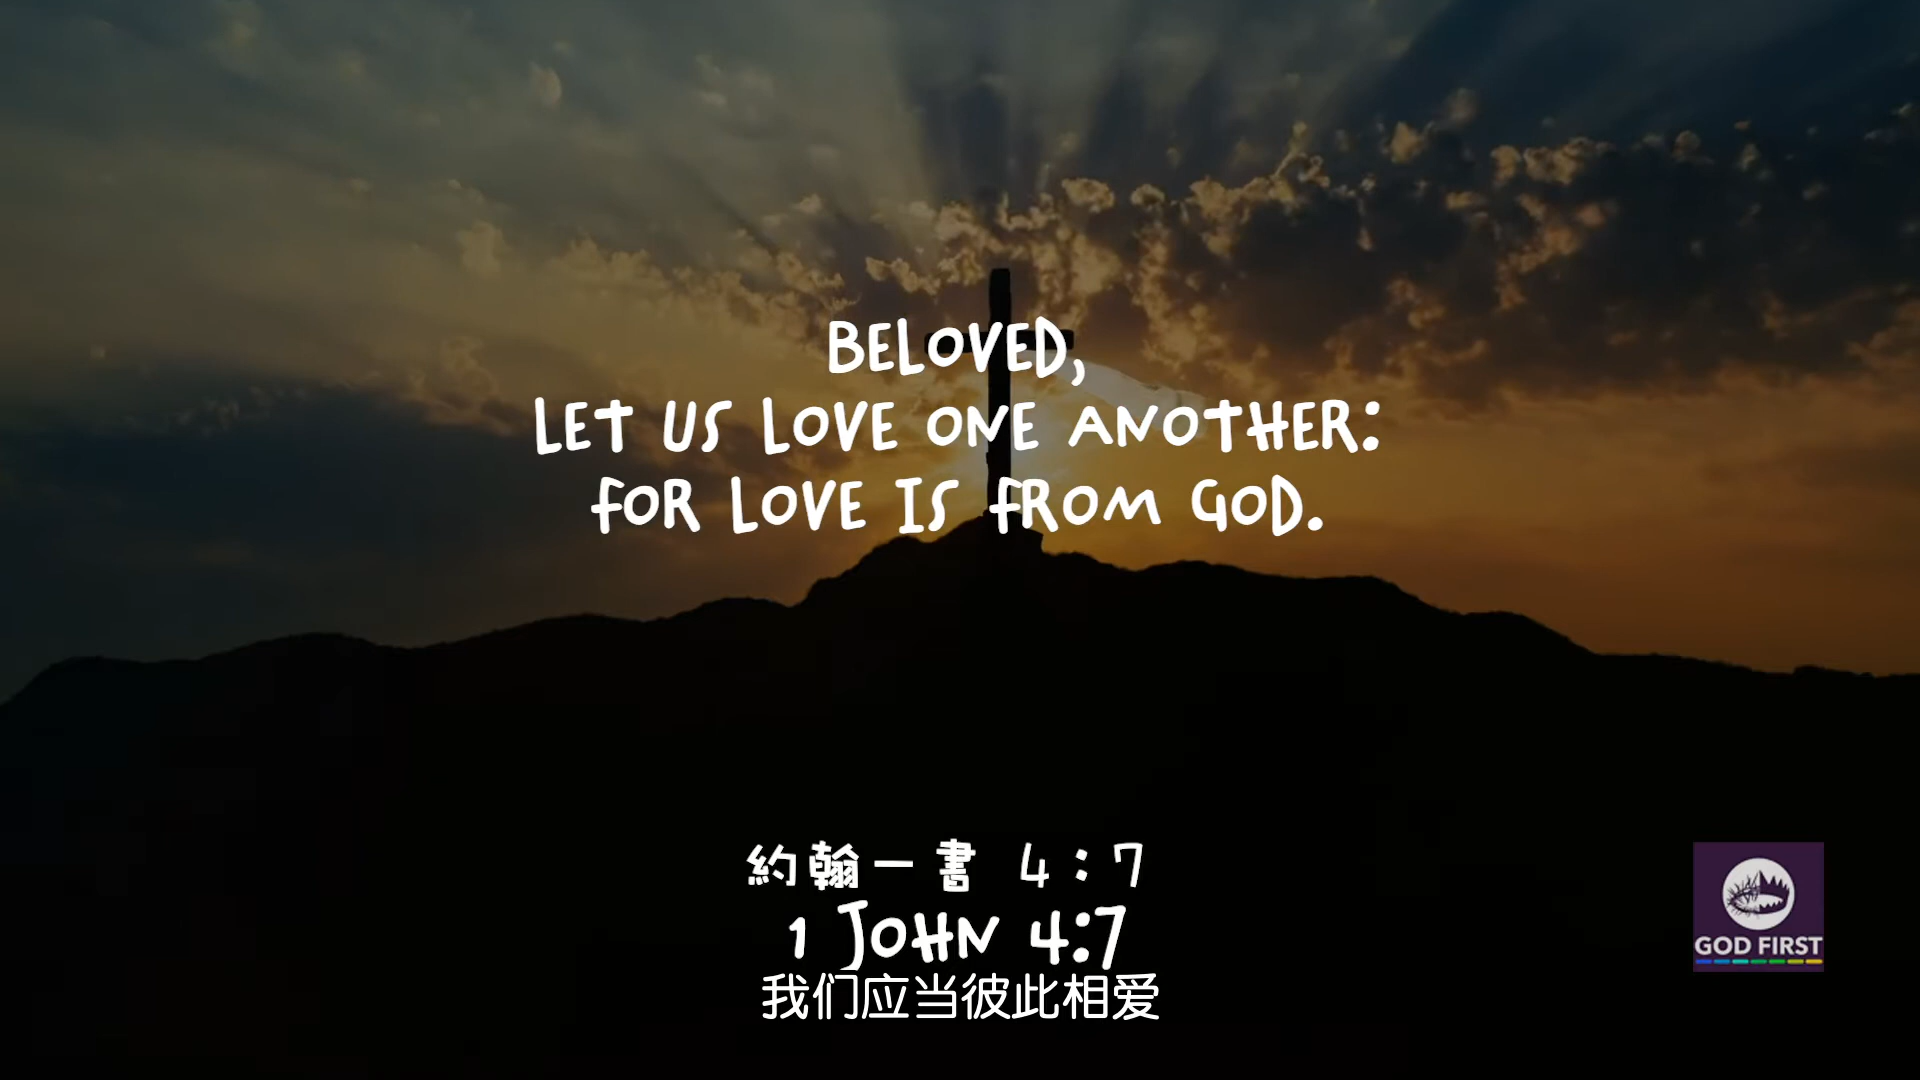 BELOVED,
LET US LOVE ONE ANOTHER:
FOR LOVE IS FROM GOD.
約翰一書 4:7
1 JOHN 4:7
我们应当彼此相爱
GOD FIRST